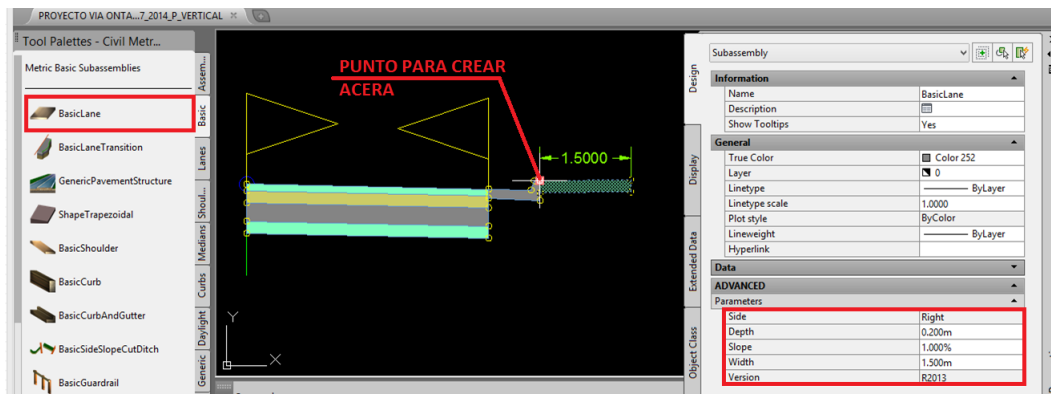 PROYECTO VIA ONTA...7_2014_P_VERTICAL
Tool Palettes - Civil Metr...
Metric Basic Subassemblies
BasicLane
BasicLaneTransition
GenericPavementStructure
ShapeTrapezoidal
BasicShoulder
BasicCurb
BasicCurbAndGutter
BasicSideSlopeCutDitch
BasicGuardrail
Assem...
Basic
Lanes
Shoul...
Medians
Curbs
Daylight
Generic
PUNTO PARA CREAR
ACERA
1.5000
Y
X
Design
Display
Extended Data
Object Class
Subassembly
Information
Name BasicLane
Description
Show Tooltips Yes
General
True Color Color 252
Layer 0
Linetype ByLayer
Linetype scale 1.0000
Plot style ByColor
Lineweight ByLayer
Hyperlink
Data
ADVANCED
Parameters
Side Right
Depth 0.200m
Slope 1.000%
Width 1.500m
Version R2013